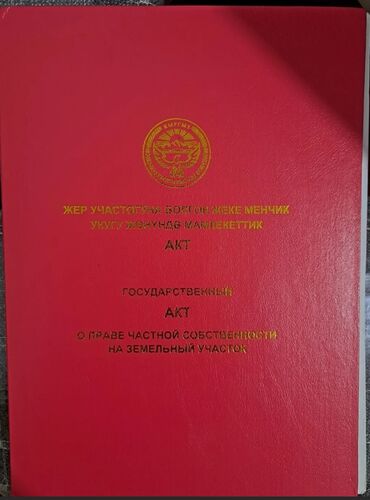 ЖЕР УЧАСТОГУНА БОЛГОН ЖЕКЕ МЕНЧИК
УКУГУ ЖӨНҮНДӨ МАМЛЕКЕТТИК
АКТ
ГОСУДАРСТВЕННЫЙ
АКТ
О ПРАВЕ ЧАСТНОЙ СОБСТВЕННОСТИ
НА ЗЕМЕЛЬНЫЙ УЧАСТОК